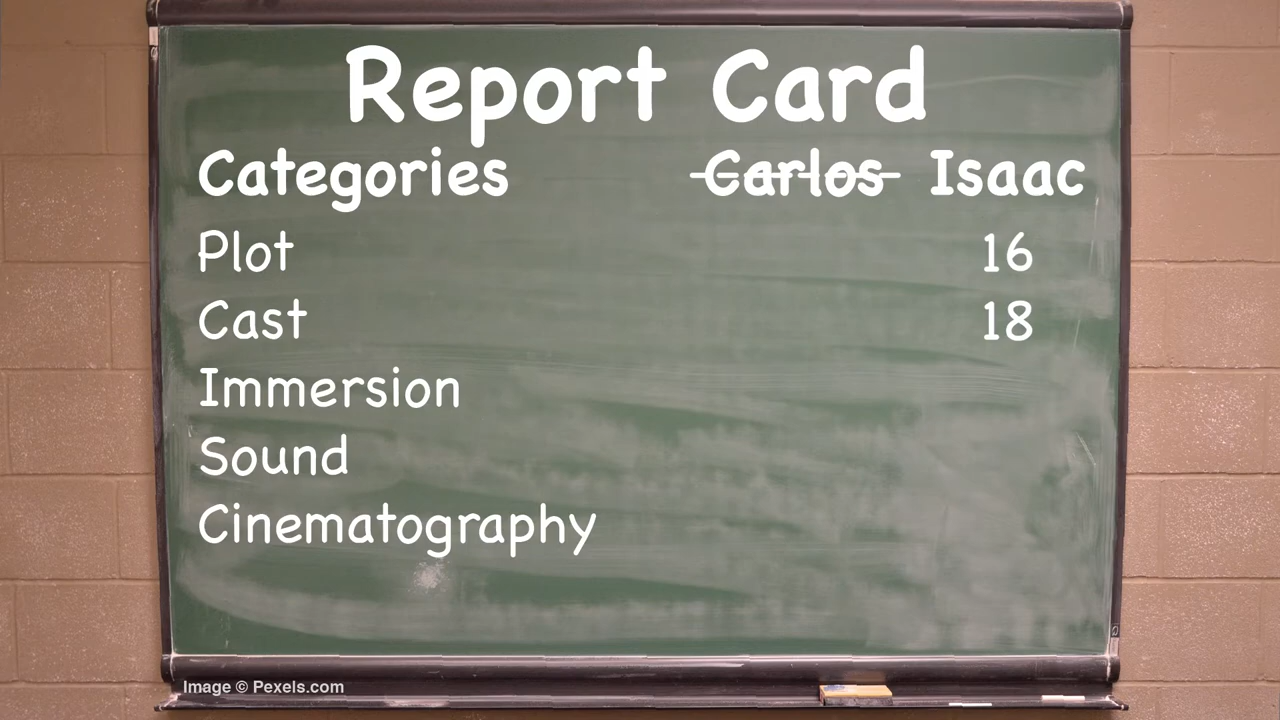 Report Card
Categories Carlos Isaac
Plot 16
Cast 18
Immersion
Sound
Cinematography
Image © Pexels.com